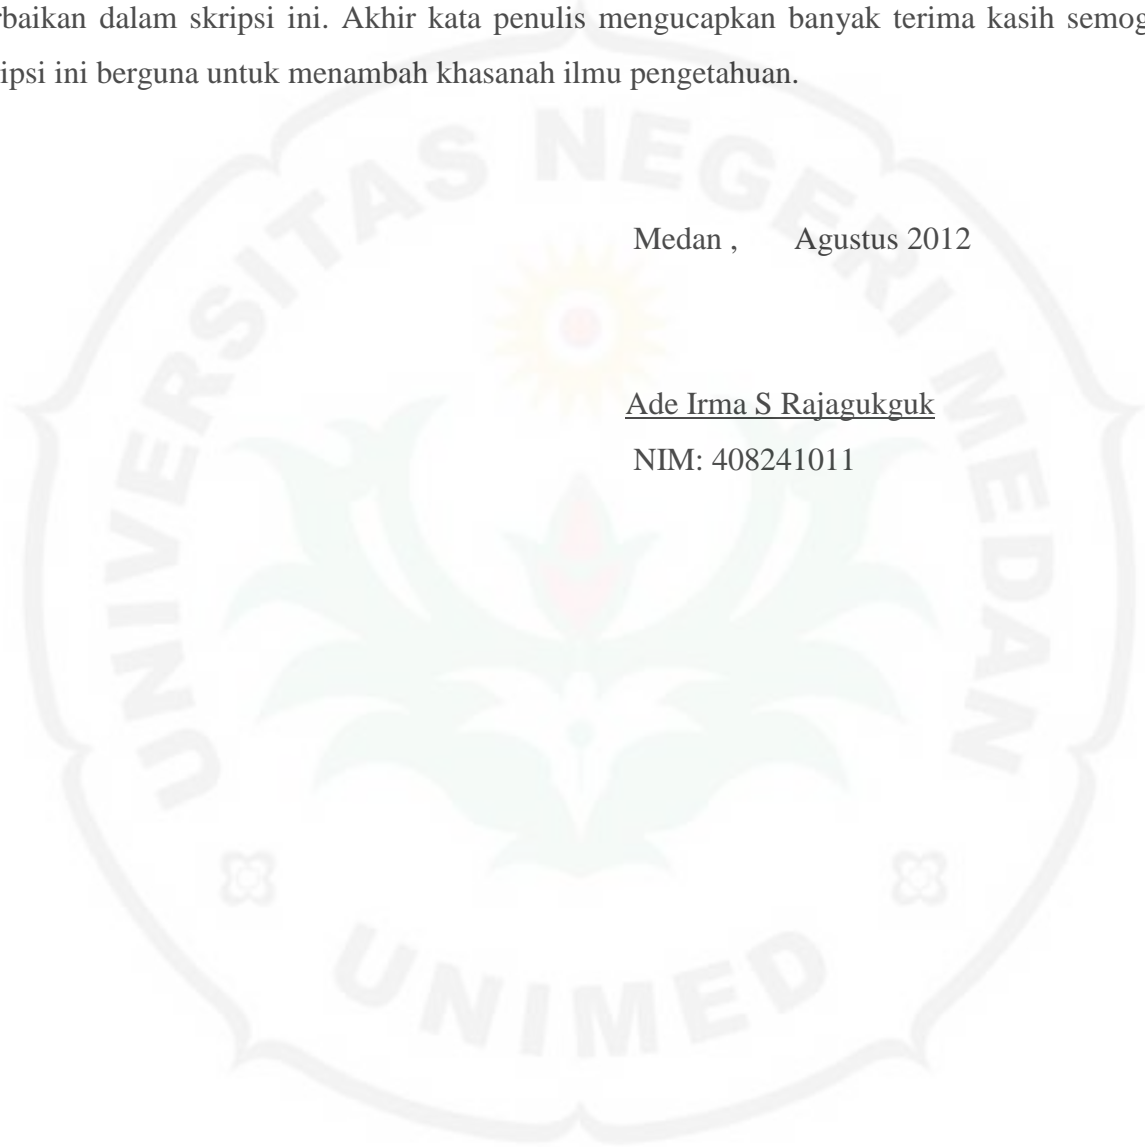 rbaikan dalam skripsi ini. Akhir kata penulis mengucapkan banyak terima kasih semog
ipsi ini berguna untuk menambah khasanah ilmu pengetahuan.
Medan , Agustus 2012
Ade Irma S Rajagukguk
NIM: 408241011
UNIVERSITAS NEGERI MEDAN
UNIMED